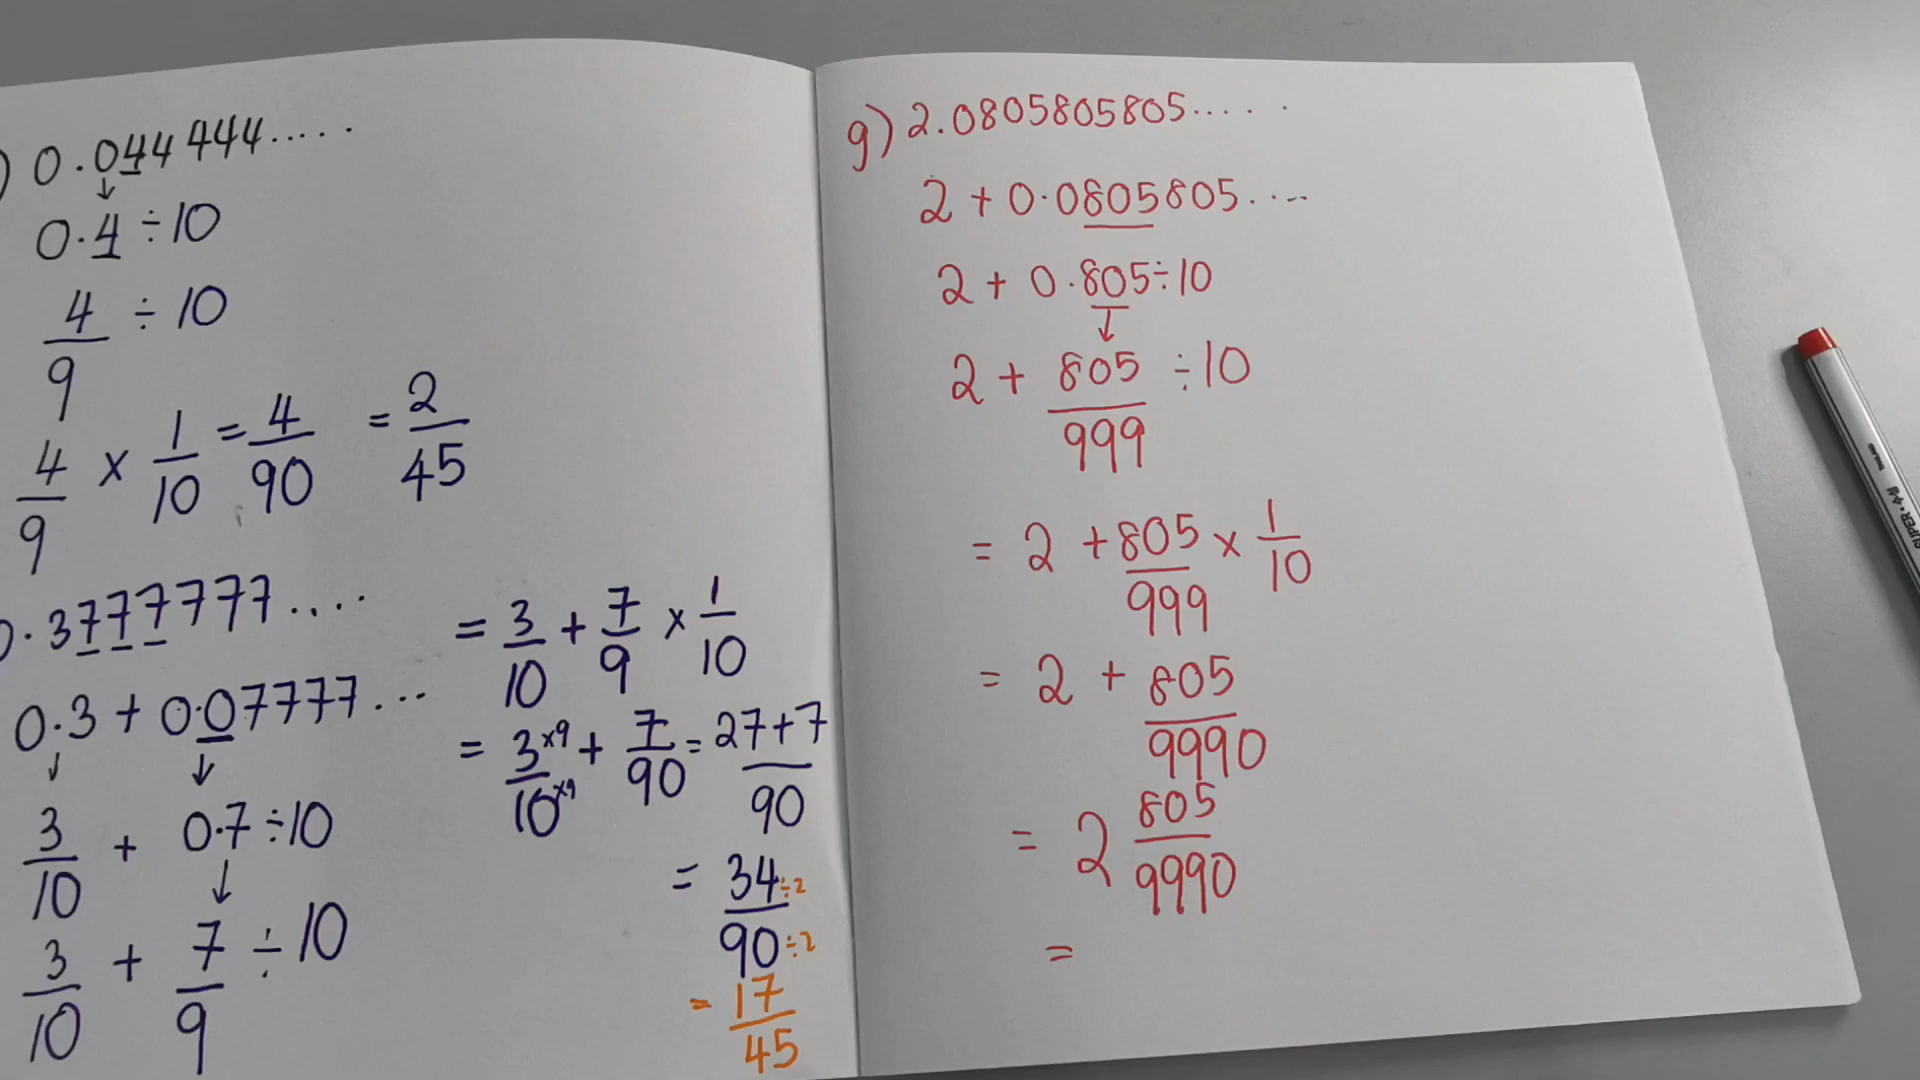 ) 0.044444.....
0.4 ÷ 10
4/9 ÷ 10
4/9 × 1/10 = 4/90 = 2/45
0.3777777....
0.3 + 0.07777...
3/10 + 0.7 ÷ 10
3/10 + 7/9 ÷ 10
= 3/10 + 7/9 × 1/10
= 3×9/10×9 + 7/90 = 27+7/90
= 34÷2/90÷2
= 17/45
g) 2.0805805805.....
2 + 0.0805805....
2 + 0.805 ÷ 10
2 + 805/999 ÷ 10
= 2 + 805/999 × 1/10
= 2 + 805/9990
= 2 805/9990
=
SUPER